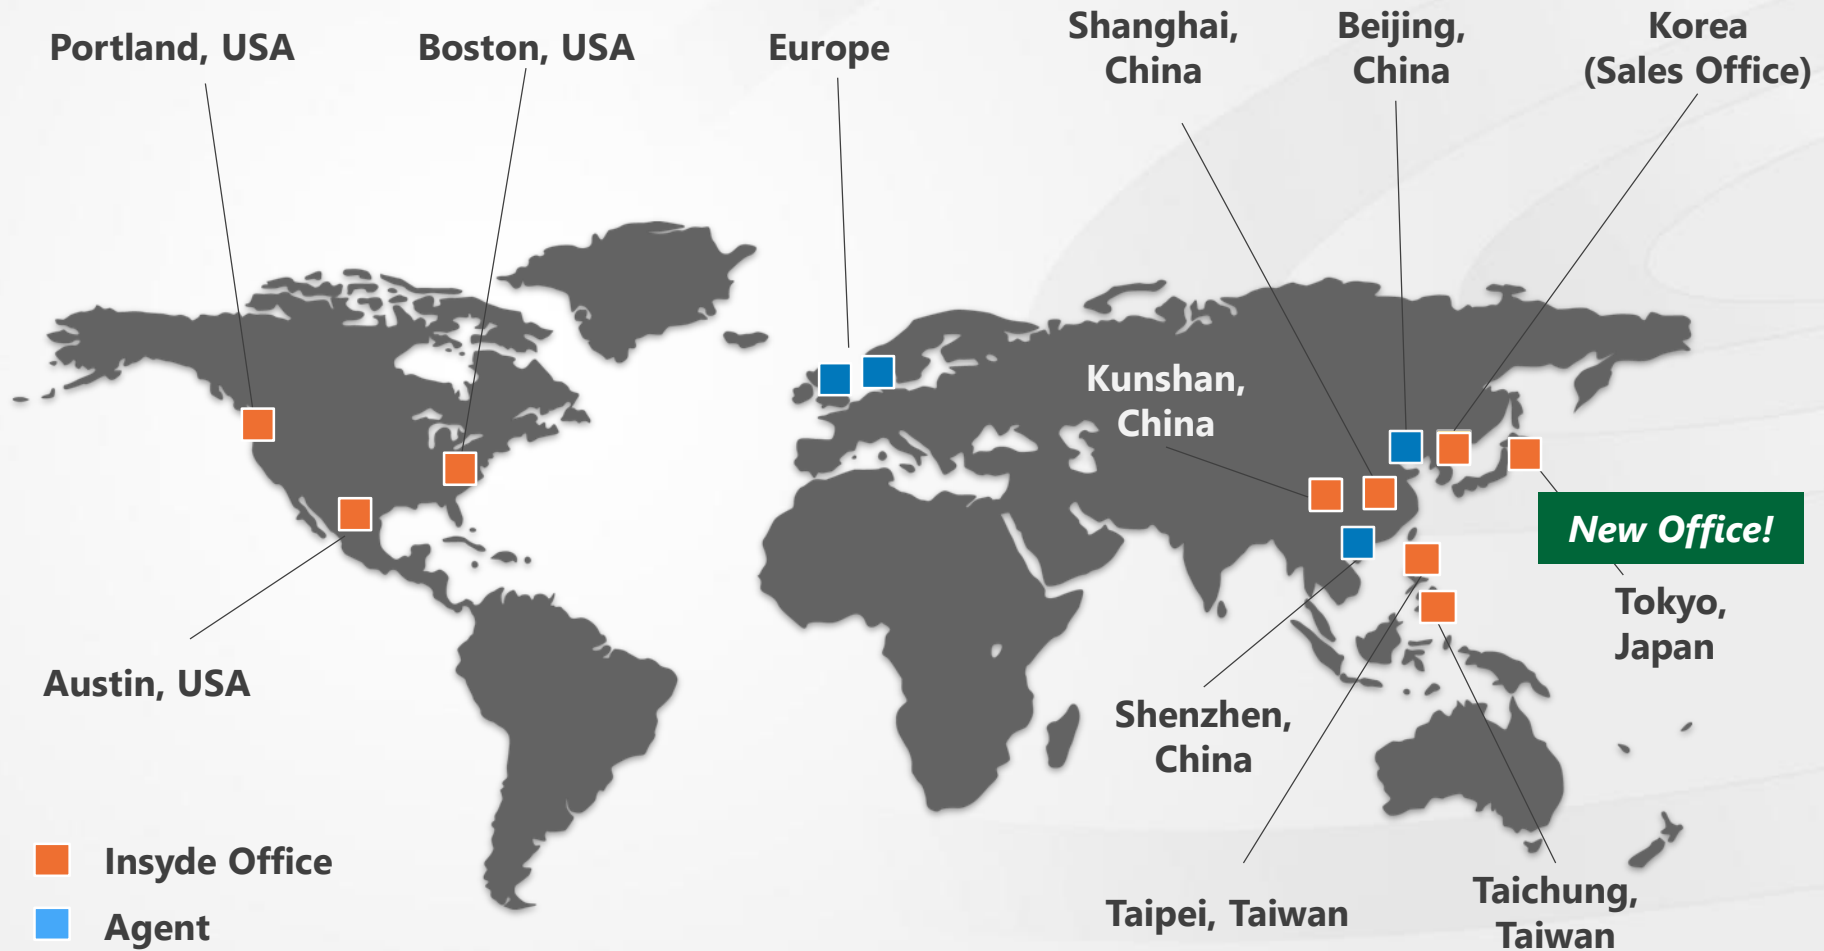 Portland, USA
Boston, USA
Europe
Shanghai,
China
Beijing,
China
Korea
(Sales Office)
Kunshan,
China
New Office!
Tokyo,
Japan
Austin, USA
Shenzhen,
China
Insyde Office
Agent
Taipei, Taiwan
Taichung,
Taiwan